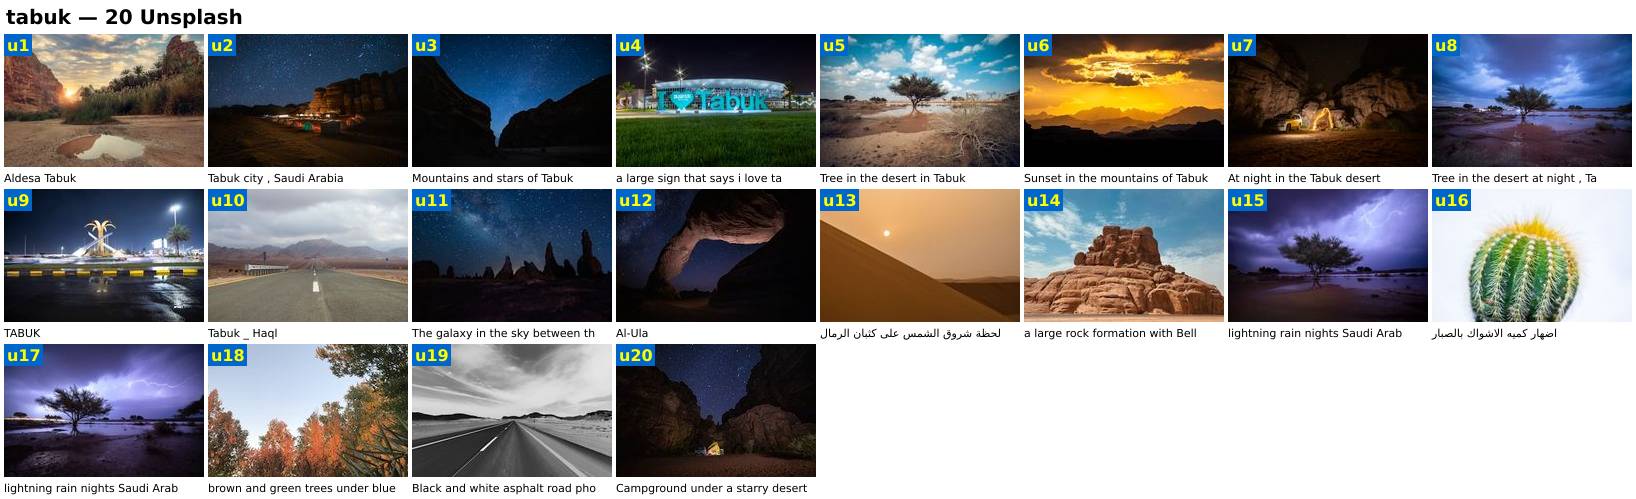 tabuk — 20 Unsplash
u1
u2
u3
u4
u5
u6
u7
u8
I Tabuk
Aldesa Tabuk
Tabuk city , Saudi Arabia
Mountains and stars of Tabuk
a large sign that says i love ta
Tree in the desert in Tabuk
Sunset in the mountains of Tabuk
At night in the Tabuk desert
Tree in the desert at night , Ta
u9
u10
u11
u12
u13
u14
u15
u16
TABUK
Tabuk _ Haql
The galaxy in the sky between th
Al-Ula
لحظة شروق الشمس على كثبان الرمال
a large rock formation with Bell
lightning rain nights Saudi Arab
اضهار كميه الاشواك بالصبار
u17
u18
u19
u20
lightning rain nights Saudi Arab
brown and green trees under blue
Black and white asphalt road pho
Campground under a starry desert